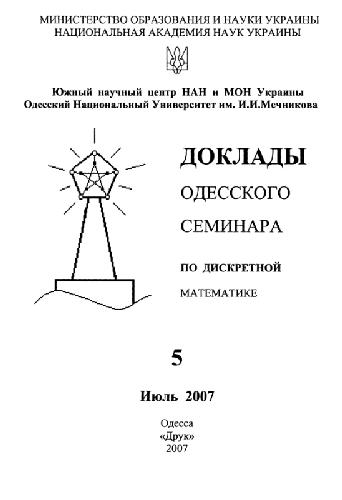 МИНИСТЕРСТВО ОБРАЗОВАНИЯ И НАУКИ УКРАИНЫ
НАЦИОНАЛЬНАЯ АКАДЕМИЯ НАУК УКРАИНЫ
Южный научный центр НАН и МОН Украины
Одесский Национальный Университет им. И.И.Мечникова
ДОКЛАДЫ
ОДЕССКОГО
СЕМИНАРА
ПО ДИСКРЕТНОЙ
МАТЕМАТИКЕ
5
Июль 2007
Одесса
«Друк»
2007